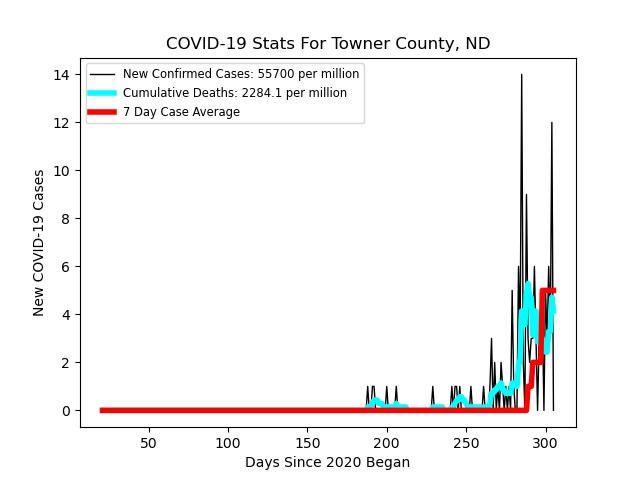 COVID-19 Stats For Towner County, ND
New Confirmed Cases: 55700 per million
Cumulative Deaths: 2284.1 per million
7 Day Case Average
New COVID-19 Cases
14
12
10
8
6
4
2
0
50 100 150 200 250 300
Days Since 2020 Began